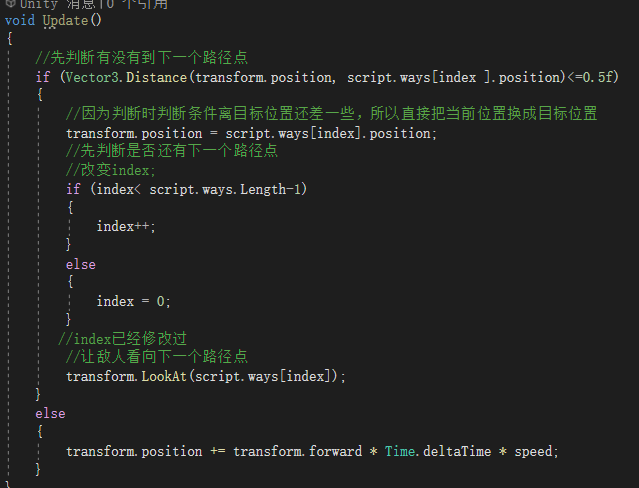 Unity 消息|0 个引用
void Update()
{
//先判断有没有到下一个路径点
if (Vector3.Distance(transform.position, script.ways[index ].position)<=0.5f)
{
//因为判断时判断条件离目标位置还差一些，所以直接把当前位置换成目标位置
transform.position = script.ways[index].position;
//先判断是否还有下一个路径点
//改变index;
if (index< script.ways.Length-1)
{
index++;
}
else
{
index = 0;
}
//index已经修改过
//让敌人看向下一个路径点
transform.LookAt(script.ways[index]);
}
else
{
transform.position += transform.forward * Time.deltaTime * speed;
}
}